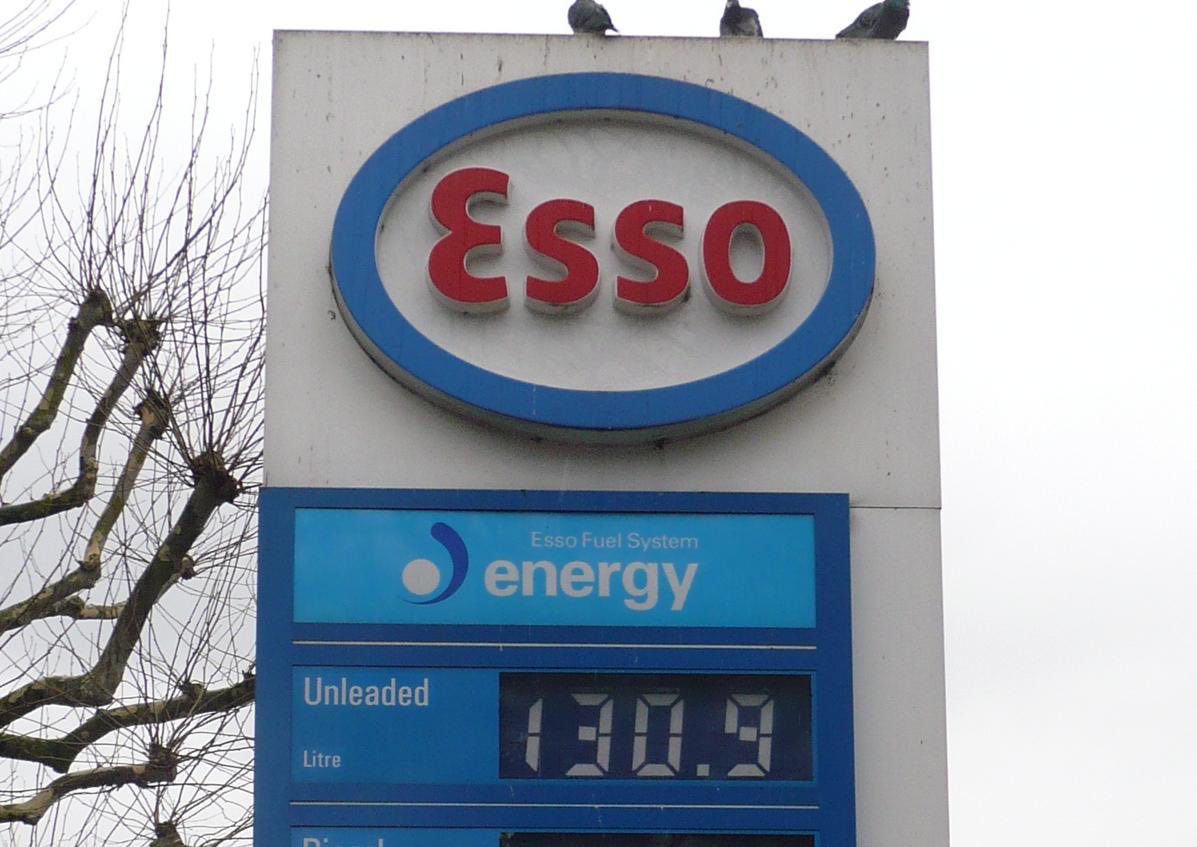 Esso
Esso Fuel System
energy
Unleaded
130.9
Litre